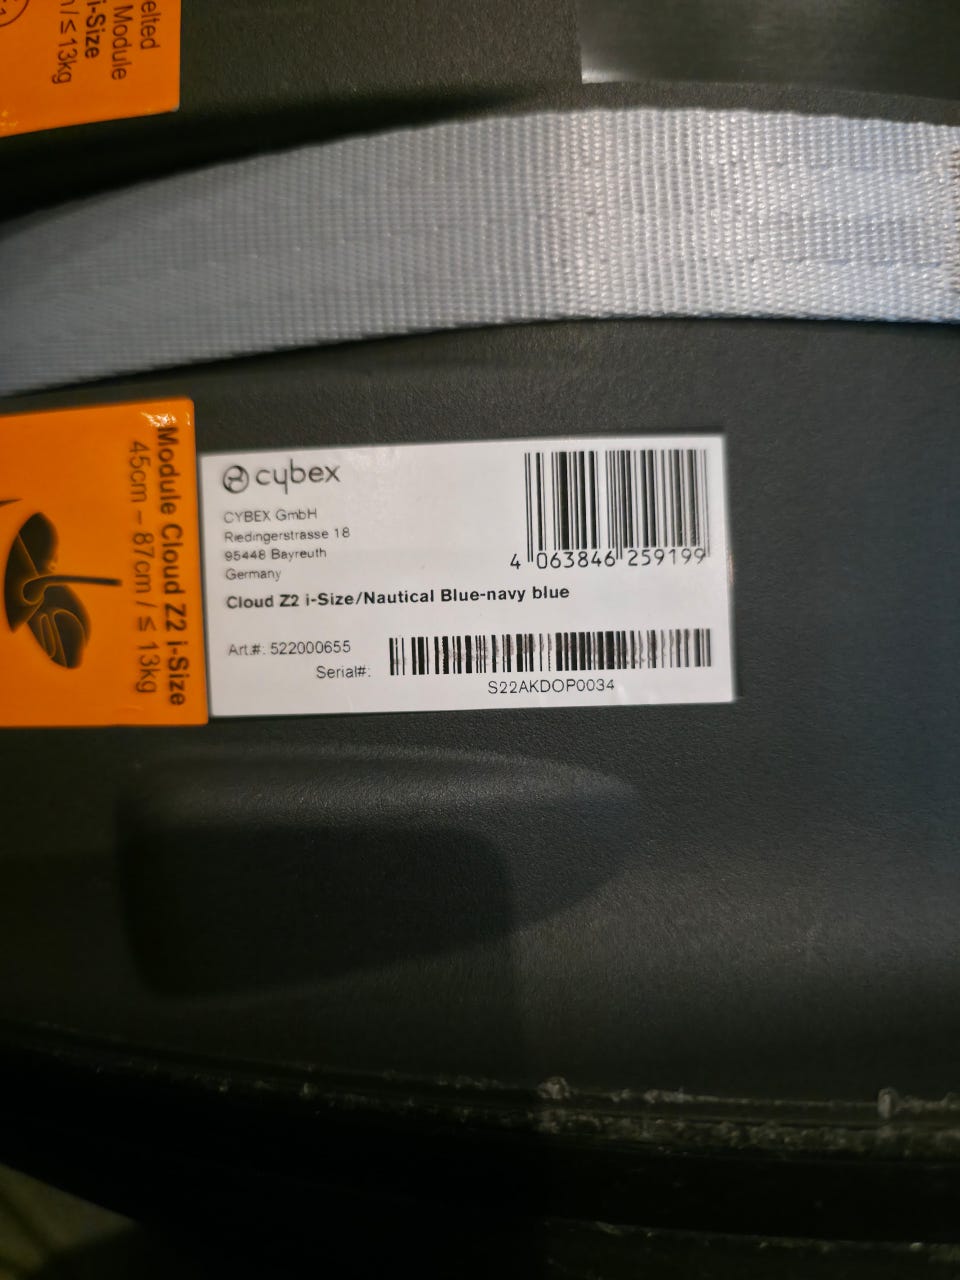 elted
Module
i-Size
/ ≤ 13kg
Module Cloud Z2 i-Size
45cm – 87cm / ≤ 13kg
cybex
CYBEX GmbH
Riedingerstrasse 18
95448 Bayreuth
Germany
4 063846 259199
Cloud Z2 i-Size/Nautical Blue-navy blue
Art.#: 522000655
Serial#:
S22AKDOP0034